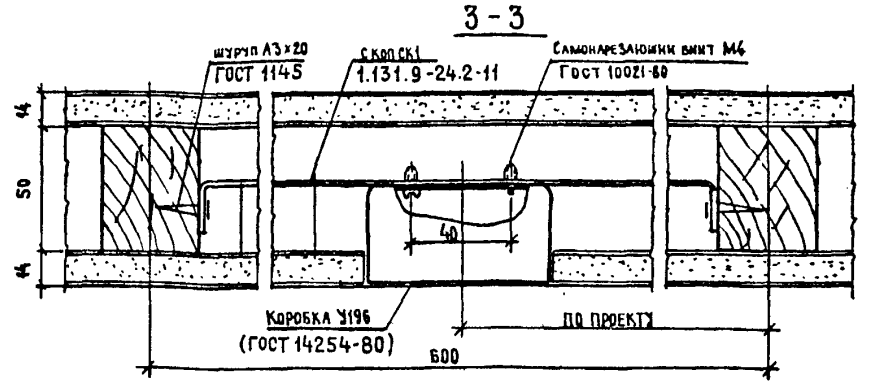 3-3
шуруп А3×20
ГОСТ 1145
Скоп СК1
1.131.9-24.2-11
Самонарезающий винт М4
ГОСТ 10021-80
14
50
14
40
Коробка У196
(ГОСТ 14254-80)
по проекту
600